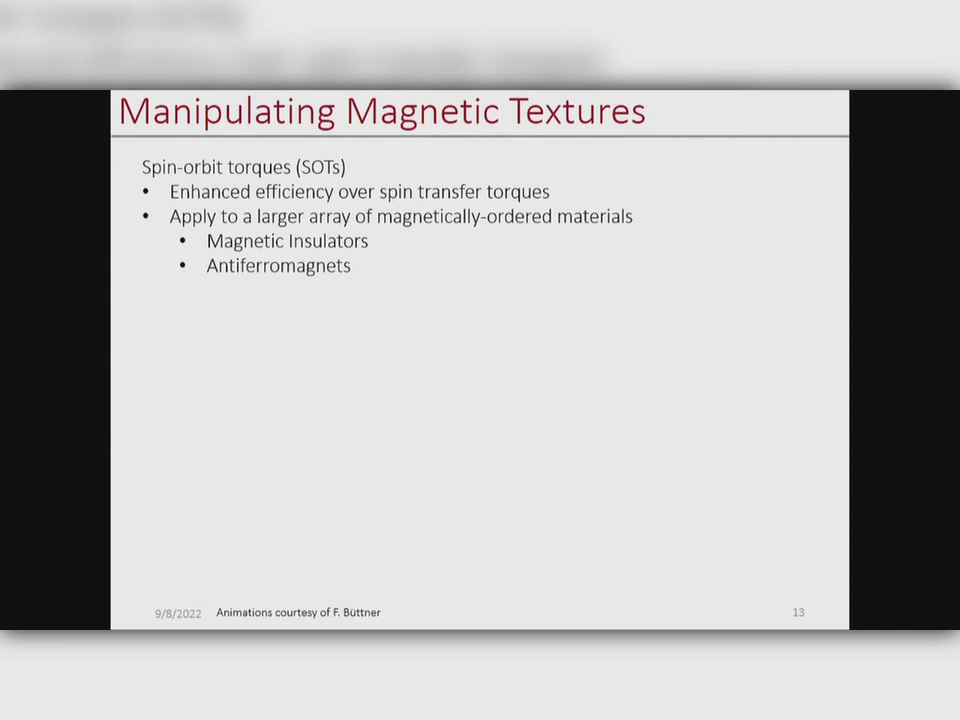 Manipulating Magnetic Textures
Spin-orbit torques (SOTs)
• Enhanced efficiency over spin transfer torques
• Apply to a larger array of magnetically-ordered materials
• Magnetic Insulators
• Antiferromagnets
9/8/2022 Animations courtesy of F. Büttner 13